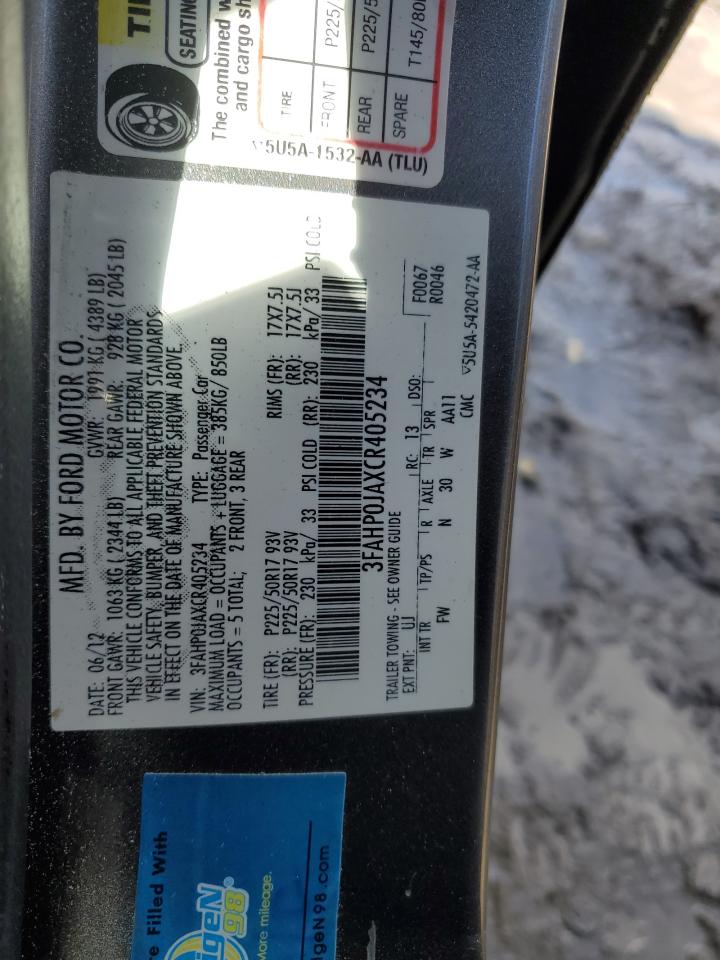 TI
SEATING
The combined w
and cargo sh
TIRE
FRONT P225/
REAR P225/5
SPARE T145/80
5U5A-1532-AA (TLU)
MFD. BY FORD MOTOR CO.
DATE: 06/12 GVWR: 1991 KG ( 4389 LB)
FRONT GAWR: 1063 KG ( 2344 LB) REAR GAWR: 928 KG ( 2045 LB)
THIS VEHICLE CONFORMS TO ALL APPLICABLE FEDERAL MOTOR
VEHICLE SAFETY, BUMPER, AND THEFT PREVENTION STANDARDS
IN EFFECT ON THE DATE OF MANUFACTURE SHOWN ABOVE
VIN: 3FAHP0JAXCR405234 TYPE: Passenger Car
MAXIMUM LOAD = OCCUPANTS + LUGGAGE = 385KG/ 850LB
OCCUPANTS = 5 TOTAL; 2 FRONT, 3 REAR
TIRE (FR): P225/50R17 93V RIMS (FR): 17X7.5J
(RR): P225/50R17 93V (RR): 17X7.5J
PRESSURE (FR): 230 kPa/ 33 PSI COLD (RR): 230 kPa/ 33 PSI COLD
3FAHP0JAXCR405234
TRAILER TOWING - SEE OWNER GUIDE F0067
EXT PNT: UJ RC: 13 DSO: R0046
INT TR TP/PS R AXLE TR SPR
FW N 30 W AA11
CMC 5U5A-5420472-AA
e Filled With
igeN
98®
More mileage.
geN98.com